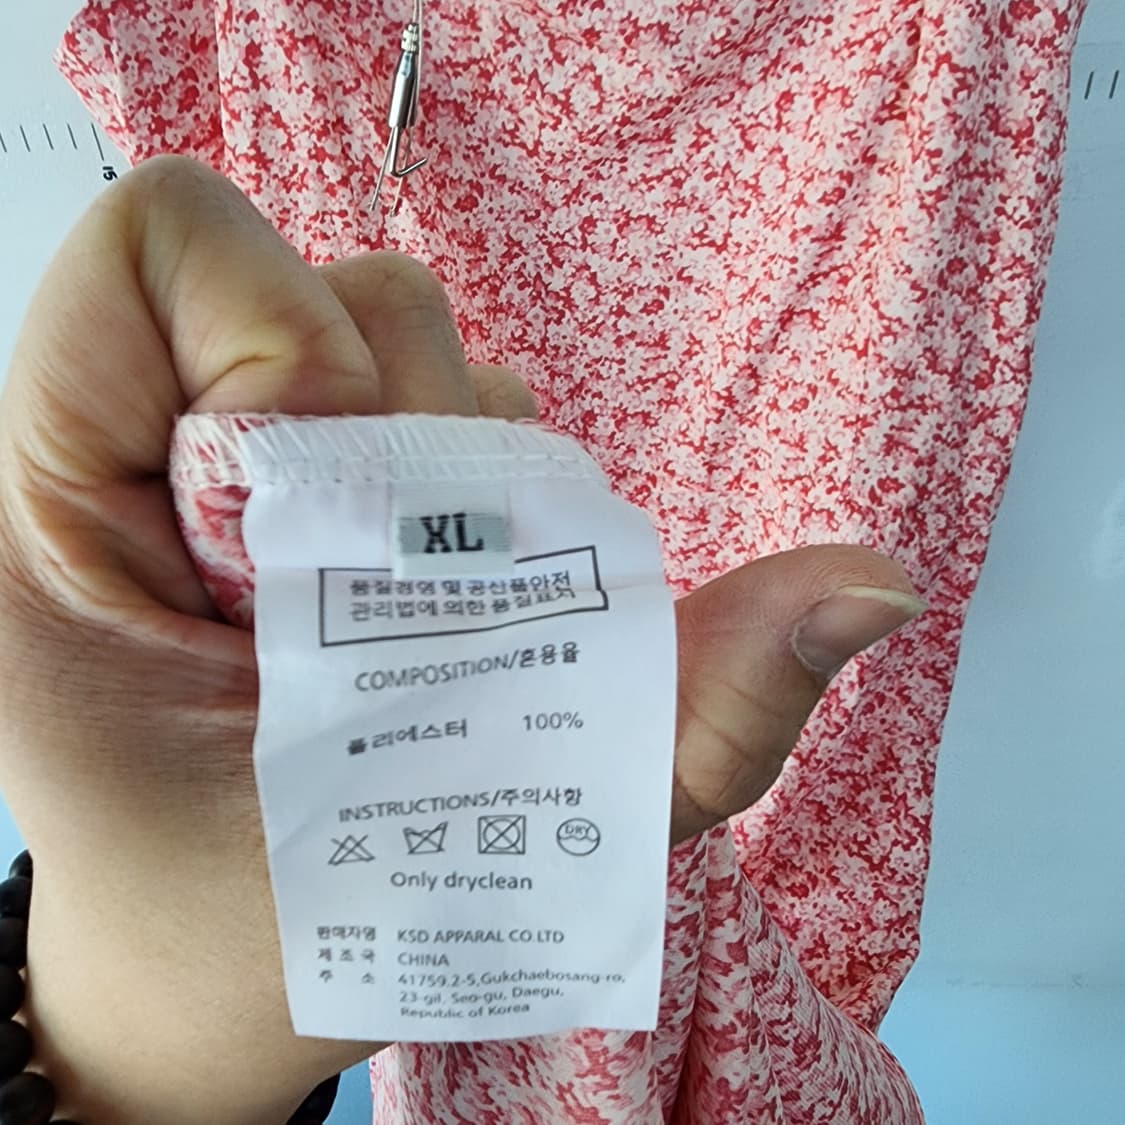 15
XL
품질경영 및 공산품안전
관리법에 의한 품질표시
COMPOSITION/혼용율
폴리에스터 100%
INSTRUCTIONS/주의사항
DRY
Only dryclean
판매자명 KSD APPARAL CO.LTD
제조국 CHINA
주소 41759.2-5,Gukchaebosang-ro,
23-gil, Seo-gu, Daegu,
Republic of Korea